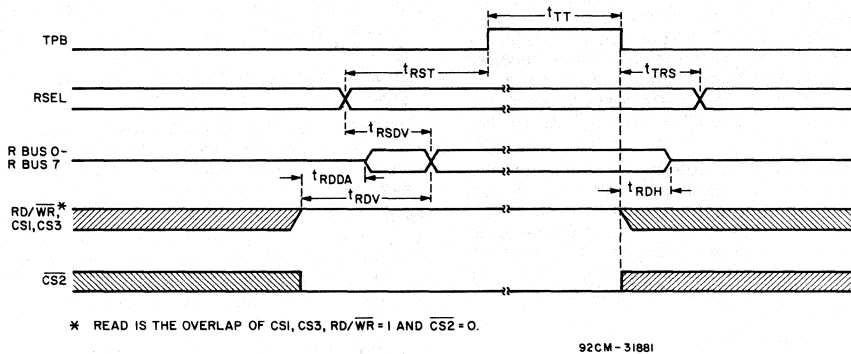 tTT
TPB
tRST
tTRS
RSEL
tRSDV
R BUS 0-
R BUS 7
tRDDA
tRDH
tRDV
RD/WR,*
CS1, CS3
CS2
* READ IS THE OVERLAP OF CS1, CS3, RD/WR = 1 AND CS2 = 0.
92CM-31881